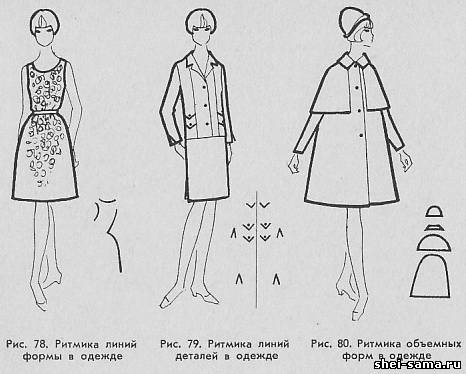 Рис. 78. Ритмика линий
формы в одежде
Рис. 79. Ритмика линий
деталей в одежде
Рис. 80. Ритмика объемных
форм в одежде
shei-sama.ru